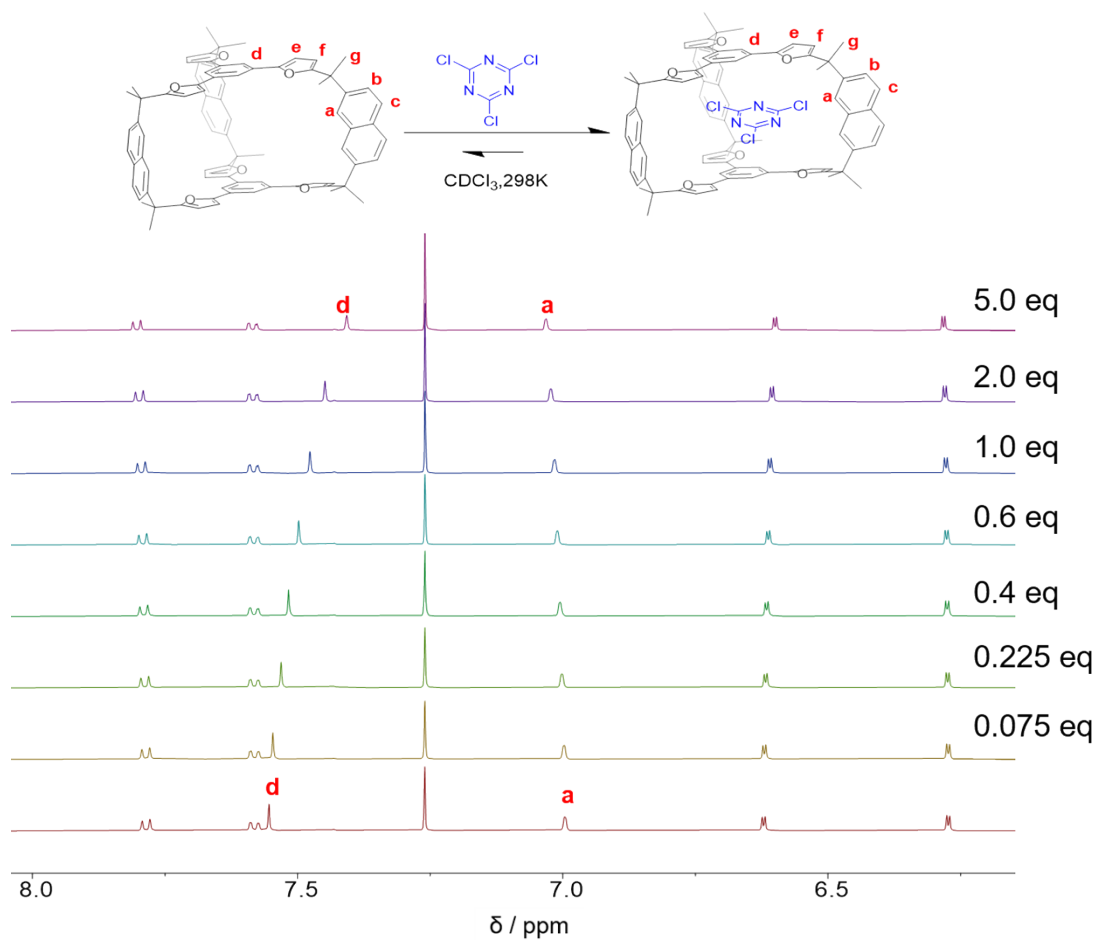 d e f g b c a
O O O O O O
Cl N Cl
N N
Cl
CDCl3,298K
d e f g b c a
O O O O O O
Cl N Cl
N N
Cl
d a 5.0 eq
2.0 eq
1.0 eq
0.6 eq
0.4 eq
0.225 eq
0.075 eq
d a
8.0 7.5 7.0 6.5
δ / ppm